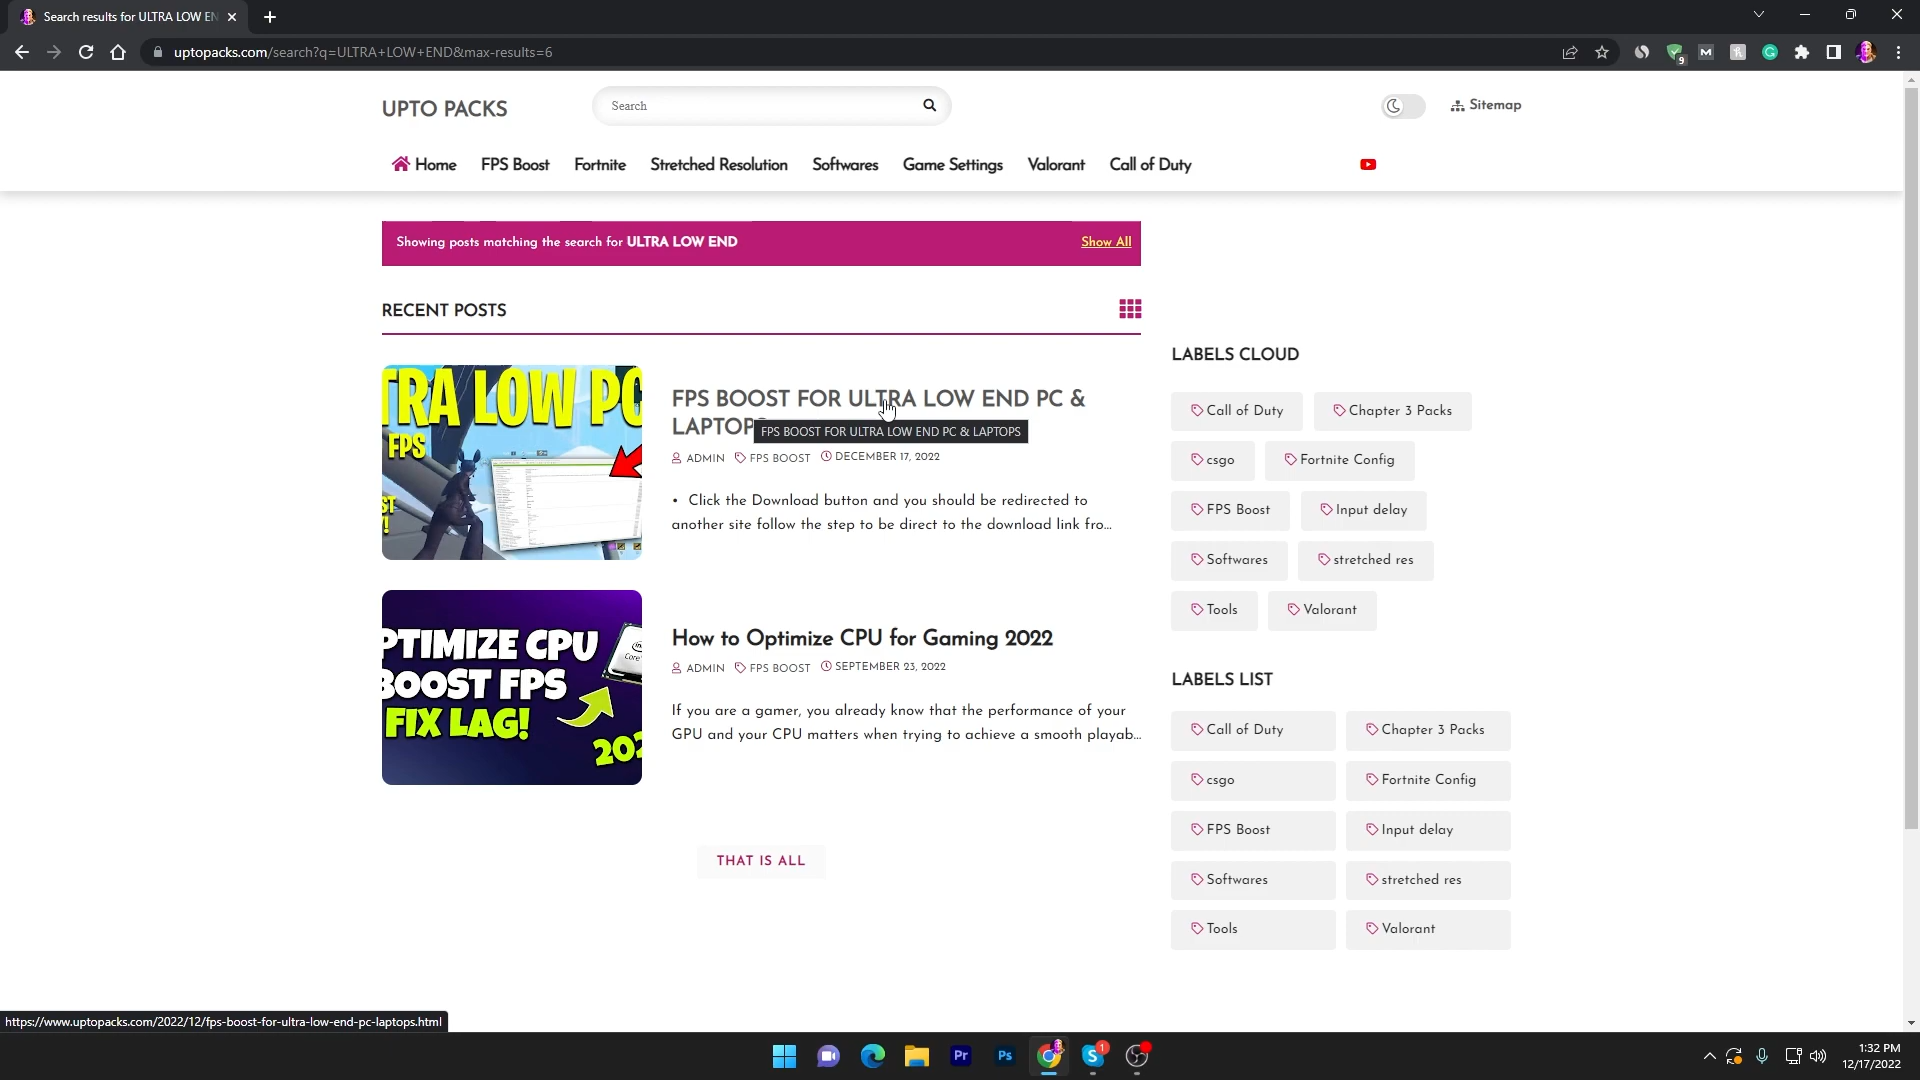 Search results for ULTRA LOW EN
uptopacks.com/search?q=ULTRA+LOW+END&max-results=6
9
UPTO PACKS
Search
Sitemap
Home
FPS Boost
Fortnite
Stretched Resolution
Softwares
Game Settings
Valorant
Call of Duty
Showing posts matching the search for ULTRA LOW END
Show All
RECENT POSTS
TRA LOW PC
FPS
ST
FPS BOOST FOR ULTRA LOW END PC &
LAPTOP
FPS BOOST FOR ULTRA LOW END PC & LAPTOPS
ADMIN FPS BOOST DECEMBER 17, 2022
• Click the Download button and you should be redirected to
another site follow the step to be direct to the download link fro...
PTIMIZE CPU
BOOST FPS
FIX LAG!
202
How to Optimize CPU for Gaming 2022
ADMIN FPS BOOST SEPTEMBER 23, 2022
If you are a gamer, you already know that the performance of your
GPU and your CPU matters when trying to achieve a smooth playab...
THAT IS ALL
LABELS CLOUD
Call of Duty
Chapter 3 Packs
csgo
Fortnite Config
FPS Boost
Input delay
Softwares
stretched res
Tools
Valorant
LABELS LIST
Call of Duty
Chapter 3 Packs
csgo
Fortnite Config
FPS Boost
Input delay
Softwares
stretched res
Tools
Valorant
https://www.uptopacks.com/2022/12/fps-boost-for-ultra-low-end-pc-laptops.html
Pr
Ps
1
1:32 PM
12/17/2022